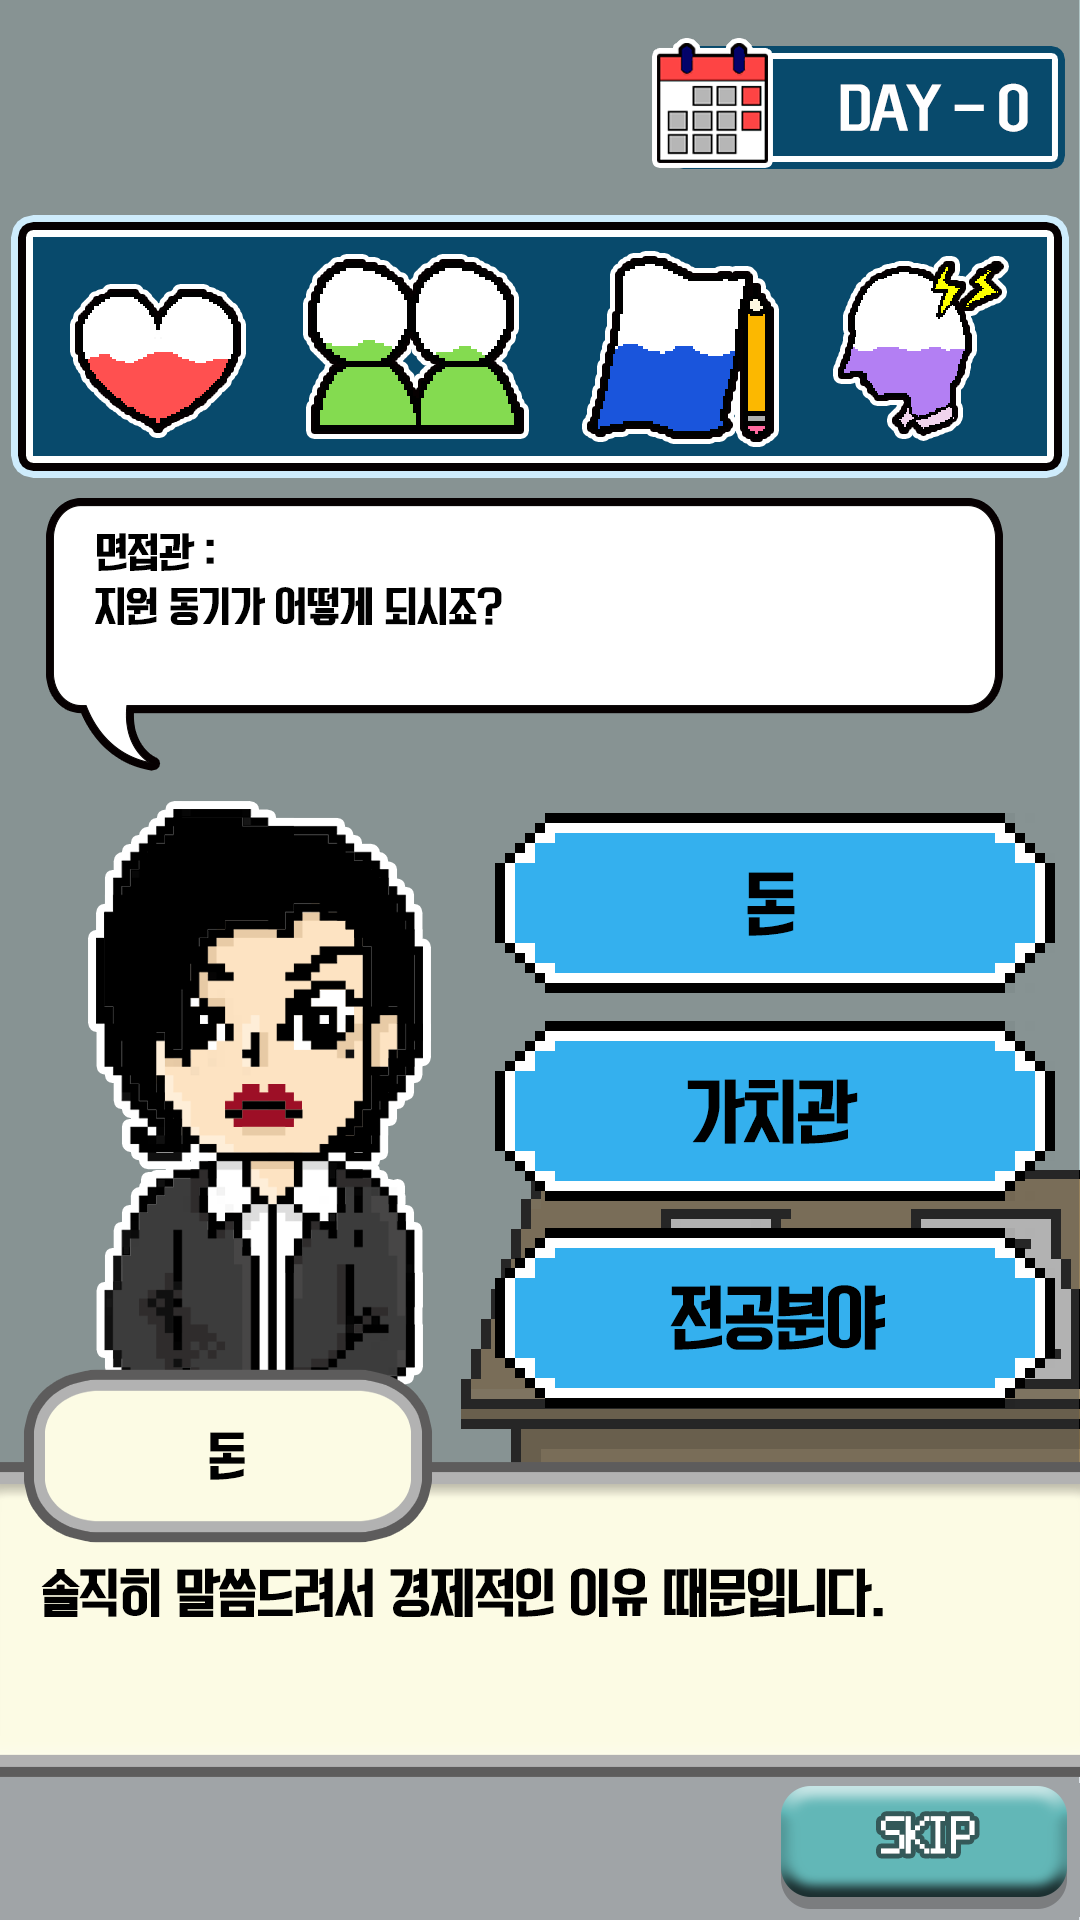 DAY - 0
면접관 :
지원 동기가 어떻게 되시죠?
돈
가치관
전공분야
돈
솔직히 말씀드려서 경제적인 이유 때문입니다.
SKIP